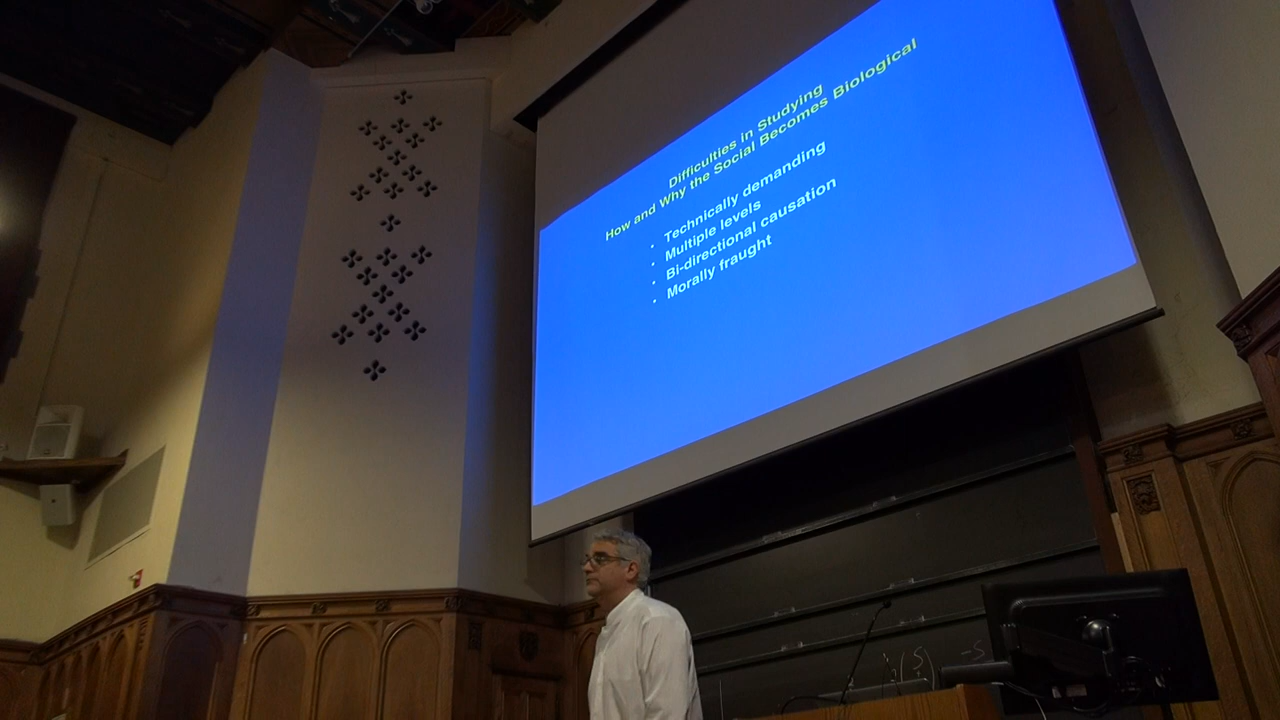 Difficulties in Studying
How and Why the Social Becomes Biological
• Technically demanding
• Multiple levels
• Bi-directional causation
• Morally fraught